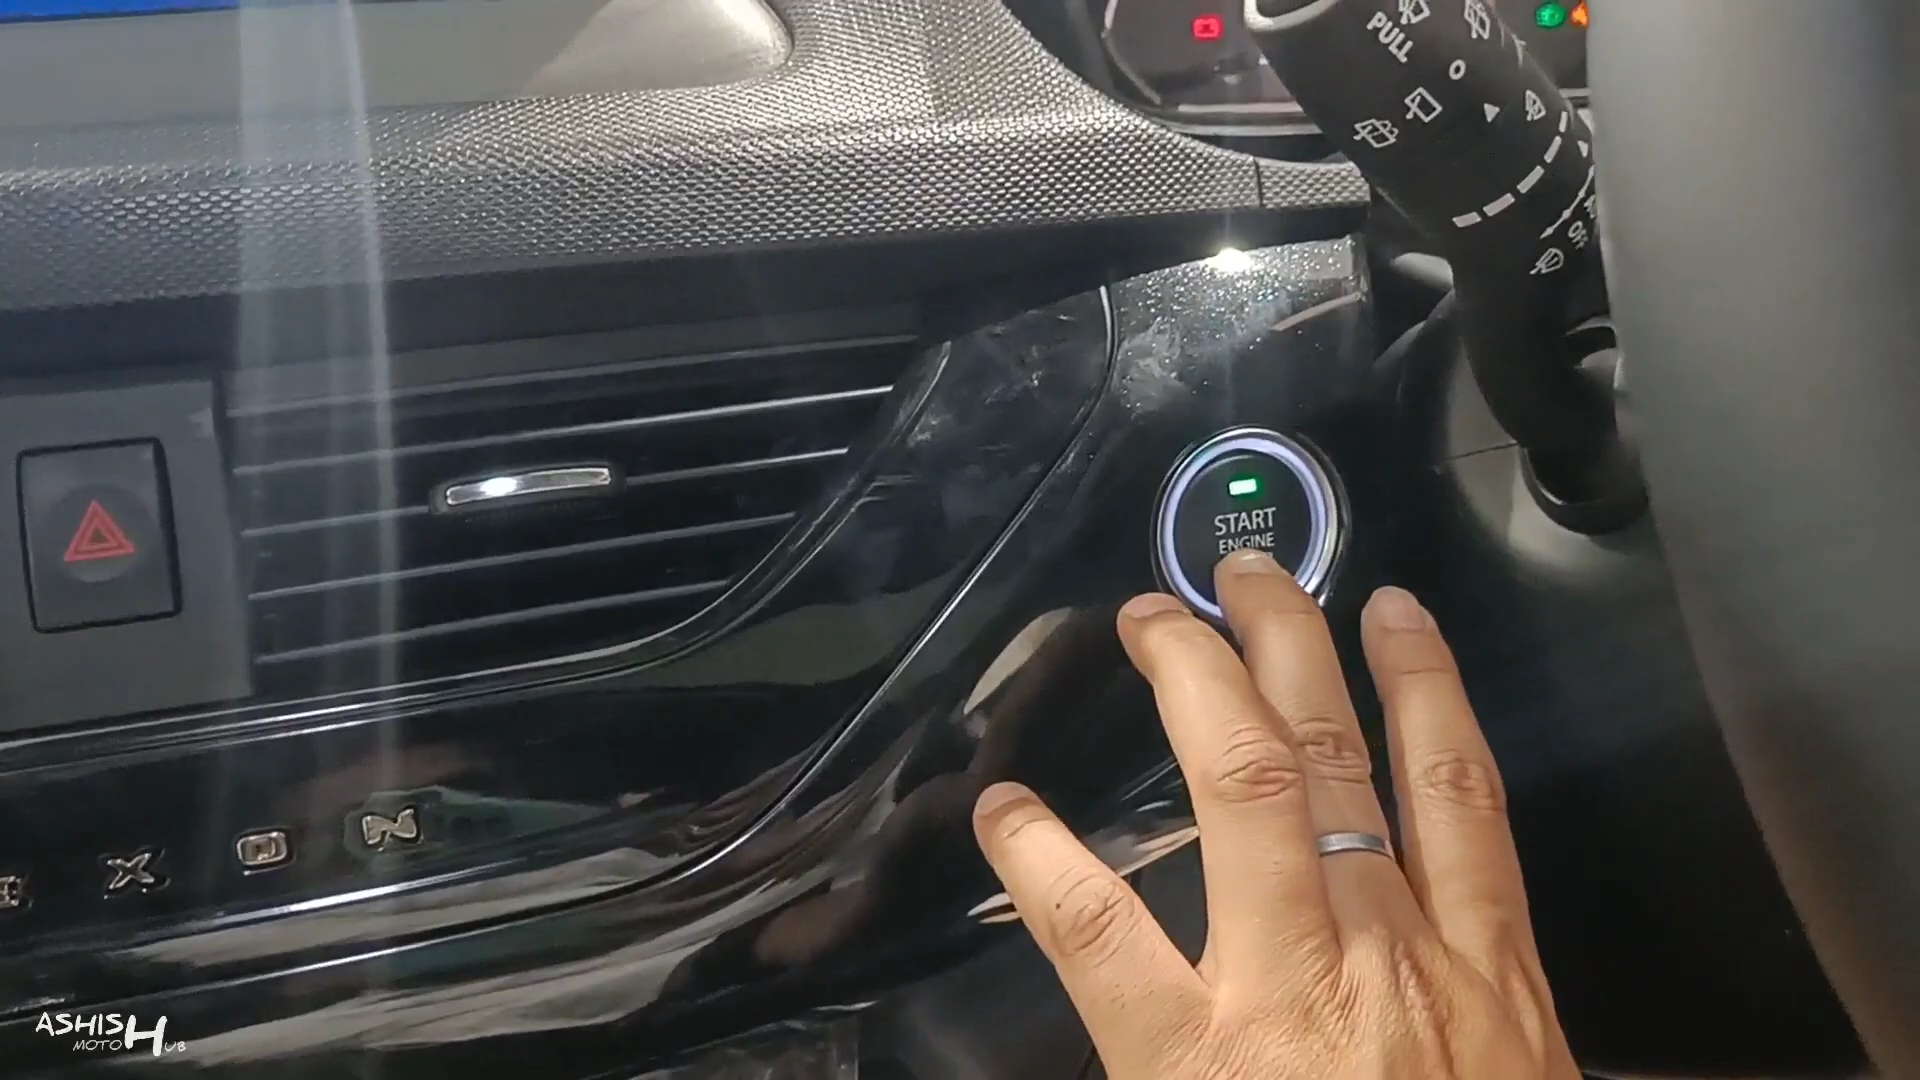 PULL
O
START
ENGINE
X
O
N
ASHISH
MOTO HUB